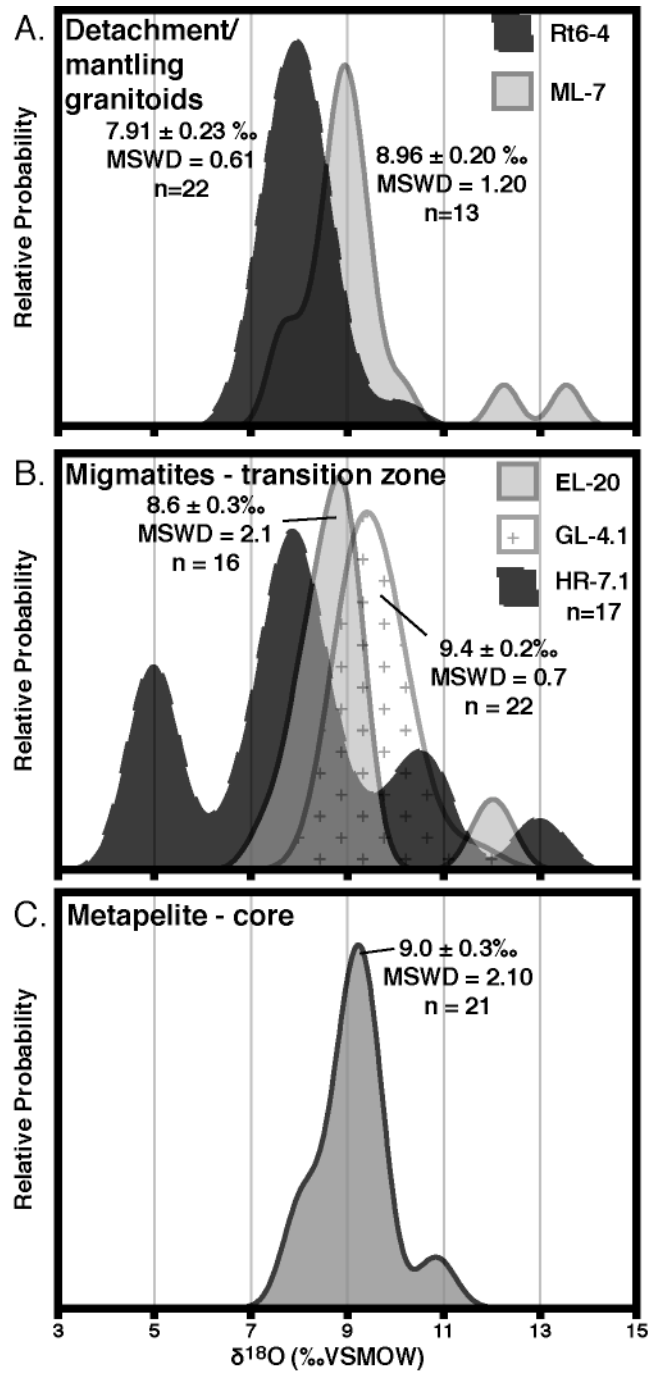 A.
Detachment/
mantling
granitoids
Rt6-4
ML-7
7.91 ± 0.23 ‰
MSWD = 0.61
n=22
8.96 ± 0.20 ‰
MSWD = 1.20
n=13
Relative Probability
B.
Migmatites - transition zone
8.6 ± 0.3‰
MSWD = 2.1
n = 16
EL-20
GL-4.1
HR-7.1
n=17
9.4 ± 0.2‰
MSWD = 0.7
n = 22
Relative Probability
C.
Metapelite - core
9.0 ± 0.3‰
MSWD = 2.10
n = 21
Relative Probability
3 5 7 9 11 13 15
δ¹⁸O (‰VSMOW)